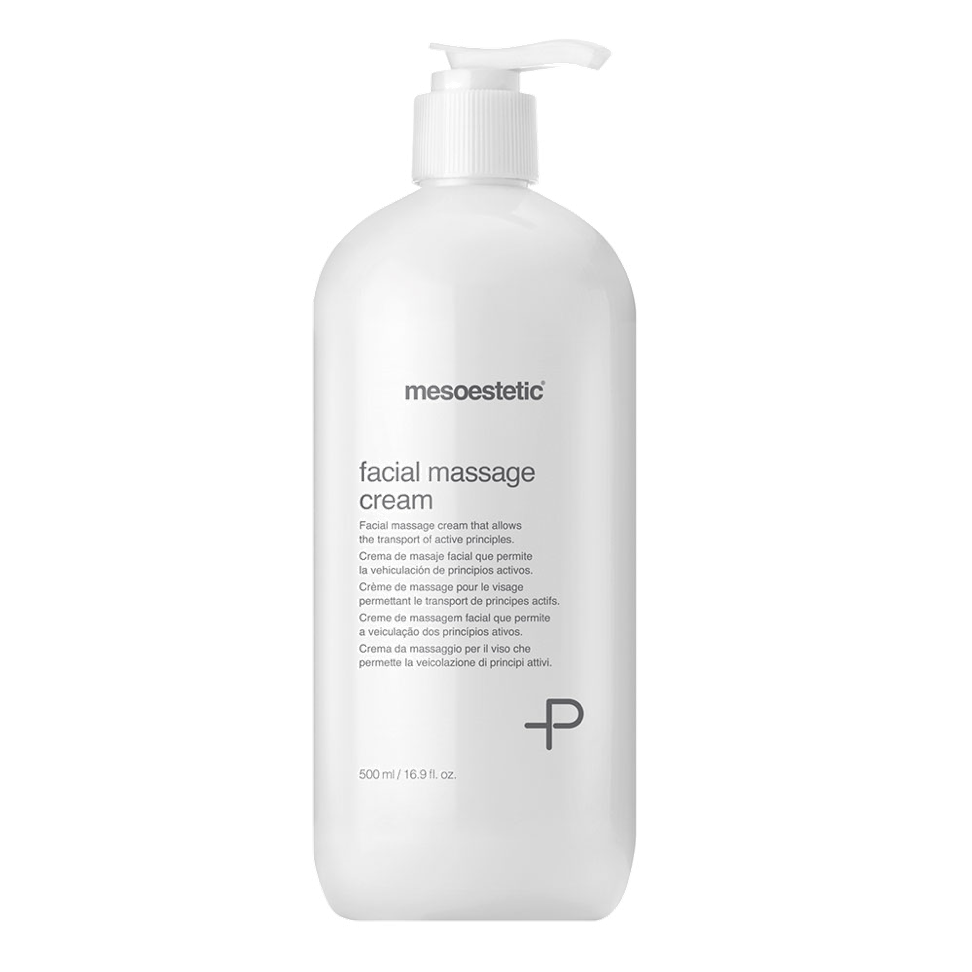 mesoestetic®
facial massage
cream
Facial massage cream that allows
the transport of active principles.
Crema de masaje facial que permite
la vehiculación de principios activos.
Crème de massage pour le visage
permettant le transport de principes actifs.
Creme de massagem facial que permite
a veiculação dos princípios ativos.
Crema da massaggio per il viso che
permette la veicolazione di principi attivi.
P
500 ml / 16.9 fl. oz.